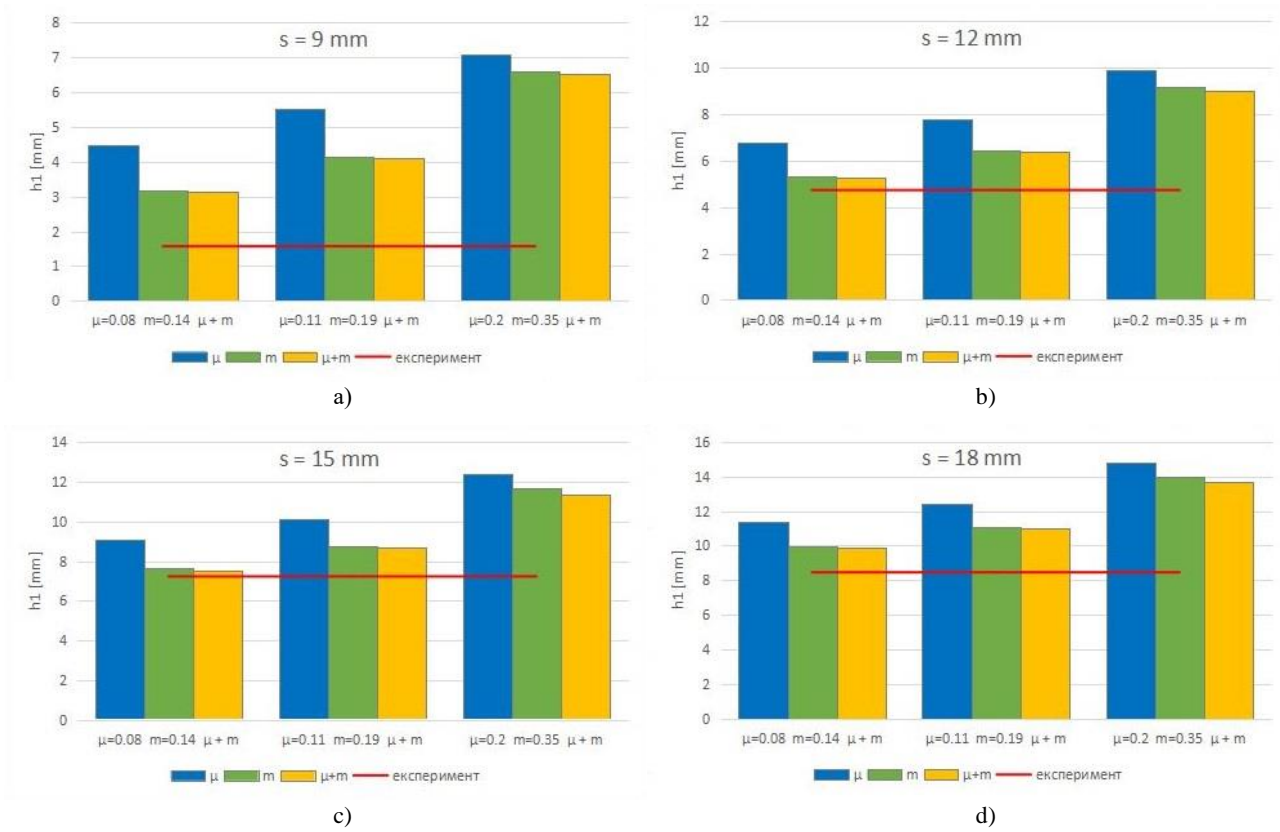 s = 9 mm
h1 [mm]
8
7
6
5
4
3
2
1
0
μ=0.08 m=0.14 μ + m
μ=0.11 m=0.19 μ + m
μ=0.2 m=0.35 μ + m
μ m μ+m експеримент
a)
s = 12 mm
h1 [mm]
12
10
8
6
4
2
0
μ=0.08 m=0.14 μ + m
μ=0.11 m=0.19 μ + m
μ=0.2 m=0.35 μ + m
μ m μ+m експеримент
b)
s = 15 mm
h1 [mm]
14
12
10
8
6
4
2
0
μ=0.08 m=0.14 μ + m
μ=0.11 m=0.19 μ + m
μ=0.2 m=0.35 μ + m
μ m μ+m експеримент
c)
s = 18 mm
h1 [mm]
16
14
12
10
8
6
4
2
0
μ=0.08 m=0.14 μ + m
μ=0.11 m=0.19 μ + m
μ=0.2 m=0.35 μ + m
μ m μ+m експеримент
d)